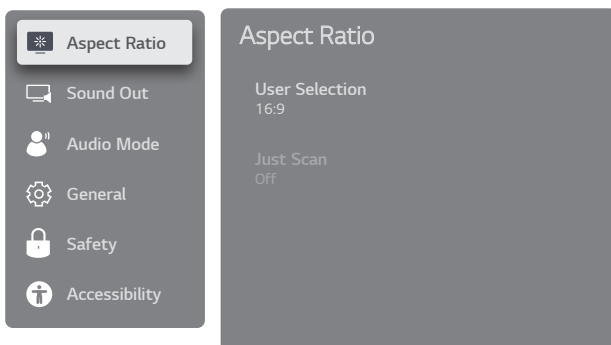 Aspect Ratio
Sound Out
Audio Mode
General
Safety
Accessibility
Aspect Ratio
User Selection
16:9
Just Scan
Off